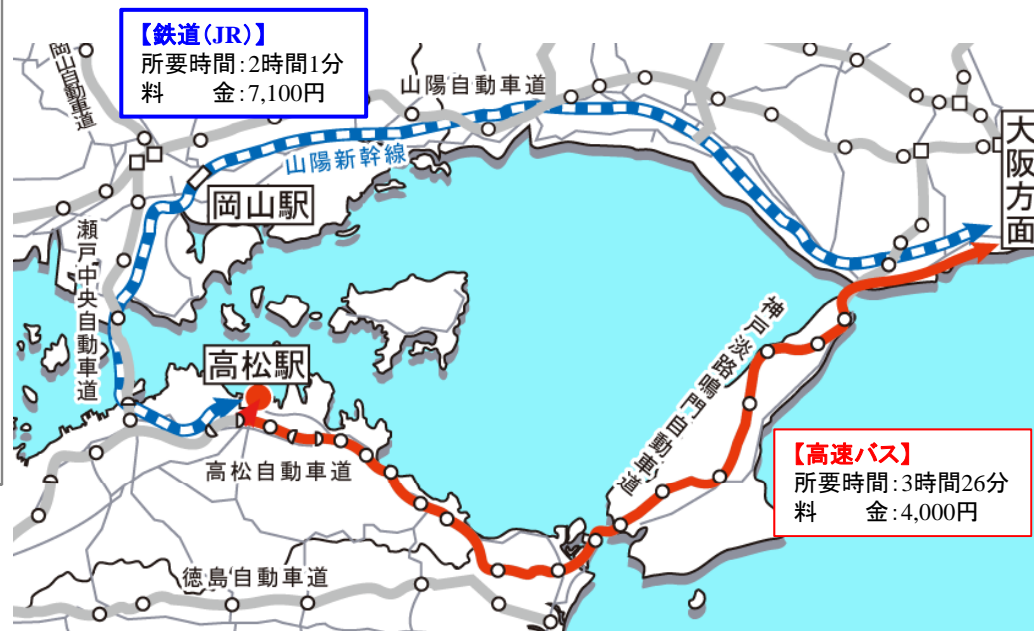 【鉄道(JR)】
所要時間:2時間1分
料　　金:7,100円
岡山自動車道
山陽自動車道
山陽新幹線
大阪方面
岡山駅
瀬戸中央自動車道
神戸淡路鳴門自動車道
高松駅
高松自動車道
【高速バス】
所要時間:3時間26分
料　　金:4,000円
徳島自動車道